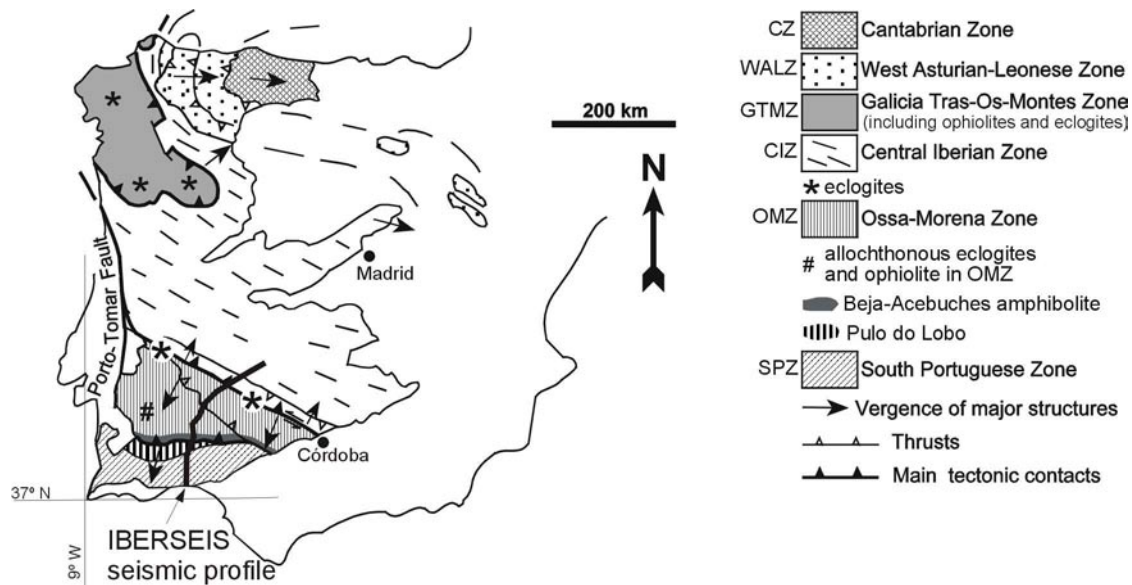 200 km
N
Madrid
Porto-Tomar Fault
#
Córdoba
37º N
9º W
IBERSEIS
seismic profile
CZ Cantabrian Zone
WALZ West Asturian-Leonese Zone
GTMZ Galicia Tras-Os-Montes Zone
(including ophiolites and eclogites)
CIZ Central Iberian Zone
* eclogites
OMZ Ossa-Morena Zone
# allochthonous eclogites
and ophiolite in OMZ
Beja-Acebuches amphibolite
Pulo do Lobo
SPZ South Portuguese Zone
Vergence of major structures
Thrusts
Main tectonic contacts